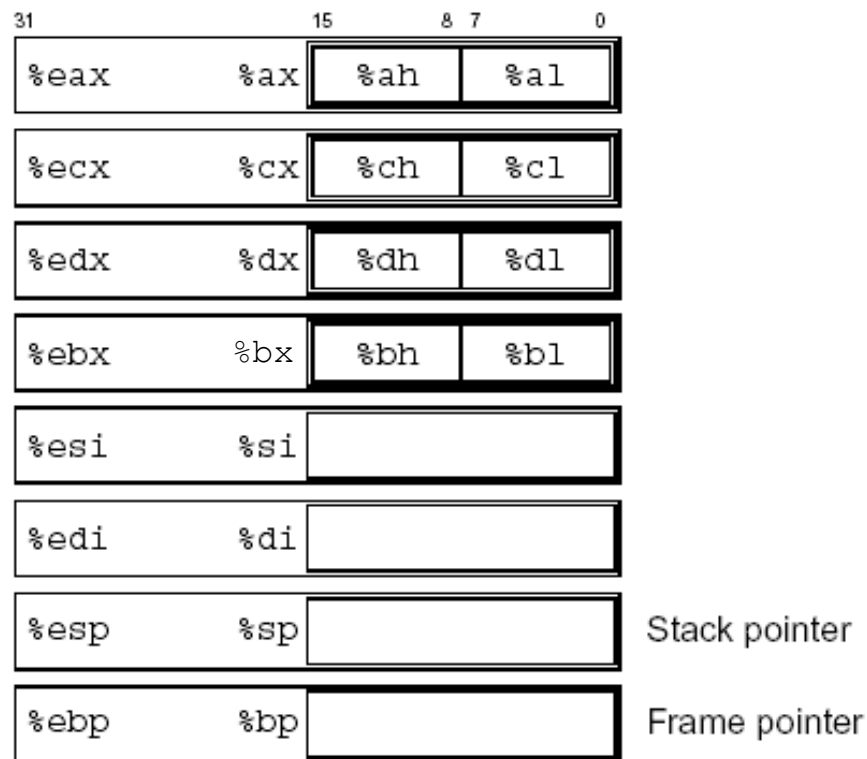 31 15 8 7 0
%eax %ax %ah %al
%ecx %cx %ch %cl
%edx %dx %dh %dl
%ebx %bx %bh %bl
%esi %si
%edi %di
%esp %sp Stack pointer
%ebp %bp Frame pointer